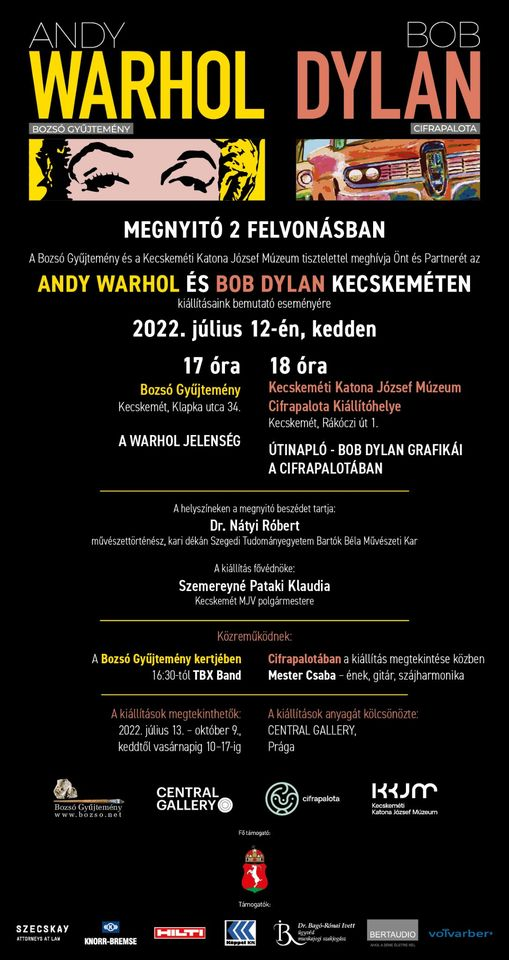 ANDY
WARHOL
BOZSÓ GYŰJTEMÉNY
BOB
DYLAN
CIFRAPALOTA
MEGNYITÓ 2 FELVONÁSBAN
A Bozsó Gyűjtemény és a Kecskeméti Katona József Múzeum tisztelettel meghívja Önt és Partnerét az
ANDY WARHOL ÉS BOB DYLAN KECSKEMÉTEN
kiállításaink bemutató eseményére
2022. július 12-én, kedden
17 óra
Bozsó Gyűjtemény
Kecskemét, Klapka utca 34.
A WARHOL JELENSÉG
18 óra
Kecskeméti Katona József Múzeum
Cifrapalota Kiállítóhelye
Kecskemét, Rákóczi út 1.
ÚTINAPLÓ - BOB DYLAN GRAFIKÁI
A CIFRAPALOTÁBAN
A helyszíneken a megnyitó beszédet tartja:
Dr. Nátyi Róbert
művészettörténész, kari dékán Szegedi Tudományegyetem Bartók Béla Művészeti Kar
A kiállítás fővédnöke:
Szemereyné Pataki Klaudia
Kecskemét MJV polgármestere
Közreműködnek:
A Bozsó Gyűjtemény kertjében
16:30-tól TBX Band
Cifrapalotában a kiállítás megtekintése közben
Mester Csaba – ének, gitár, szájharmonika
A kiállítások megtekinthetők:
2022. július 13. – október 9.,
keddtől vasárnapig 10–17-ig
A kiállítások anyagát kölcsönözte:
CENTRAL GALLERY,
Prága
Bozsó Gyűjtemény
www.bozso.net
CENTRAL
GALLERY
cifrapalota
KKJM
Kecskeméti
Katona József Múzeum
Fő támogató:
Támogatók:
SZECSKAY
ATTORNEYS AT LAW
KNORR-BREMSE
HILTI
Káppel Kft
Dr. Bagó-Rónai Ivett
ügyvéd
munkajogi szakjogász
BERTAUDIO
votvarber+